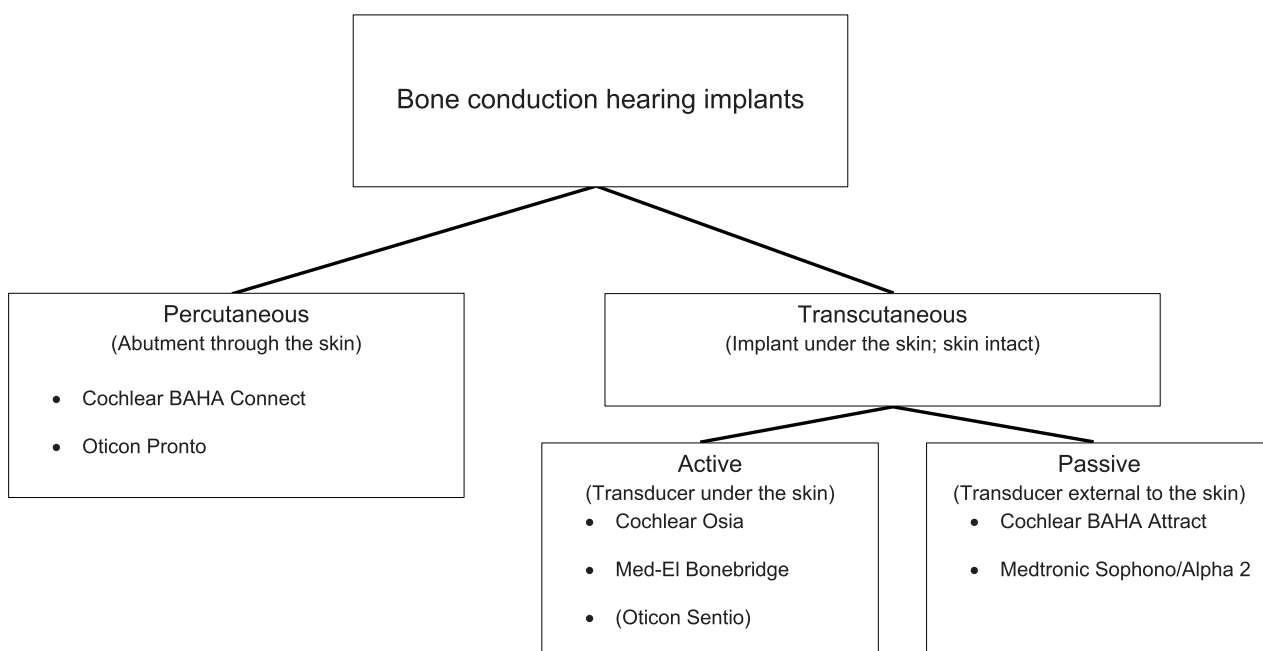 Bone conduction hearing implants
Percutaneous
(Abutment through the skin)
• Cochlear BAHA Connect
• Oticon Pronto
Transcutaneous
(Implant under the skin; skin intact)
Active
(Transducer under the skin)
• Cochlear Osia
• Med-El Bonebridge
• (Oticon Sentio)
Passive
(Transducer external to the skin)
• Cochlear BAHA Attract
• Medtronic Sophono/Alpha 2